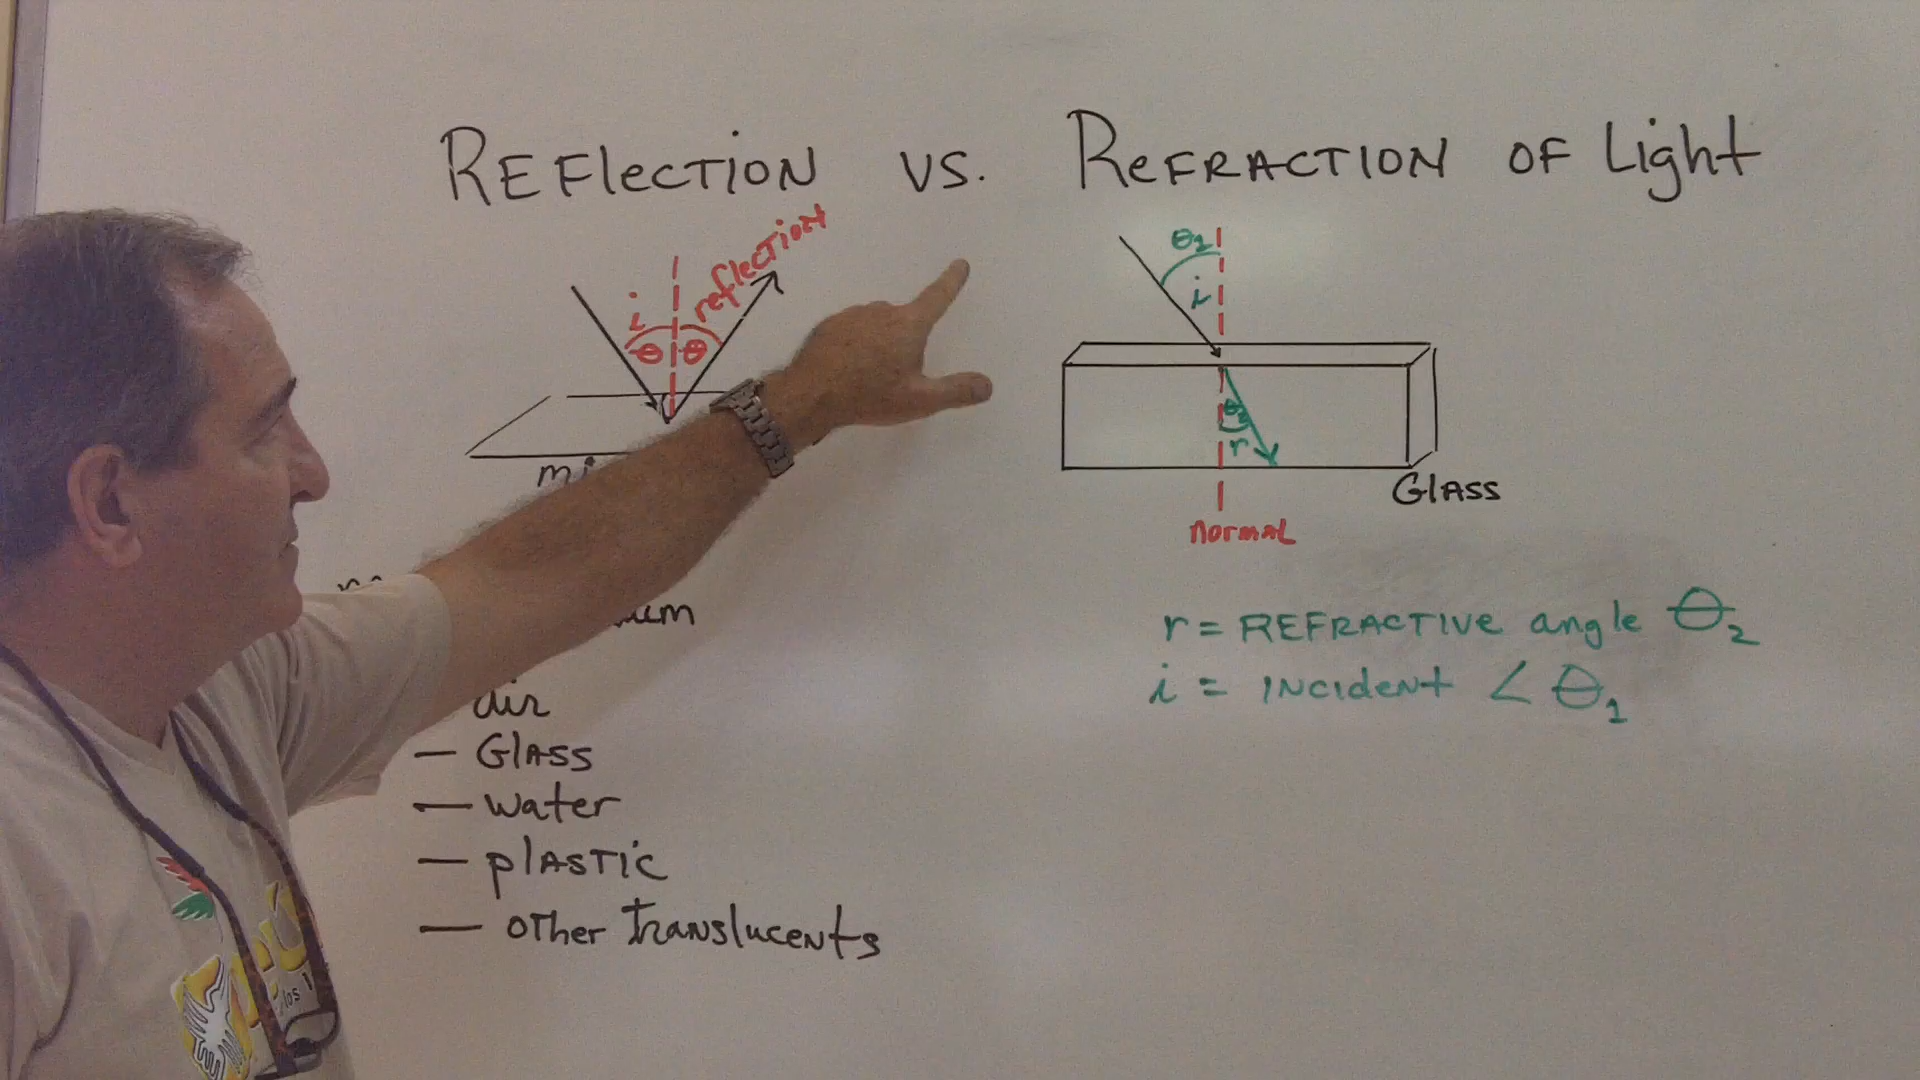 REFlECTION vs. REFRACTION OF Light
reflection
i
θ θ
θ1
i
θ2
r
GlASS
normal
r = REFRACTIVE angle θ2
i = INcident ∠ θ1
air
— GlASS
— water
— plASTIC
— other translucents